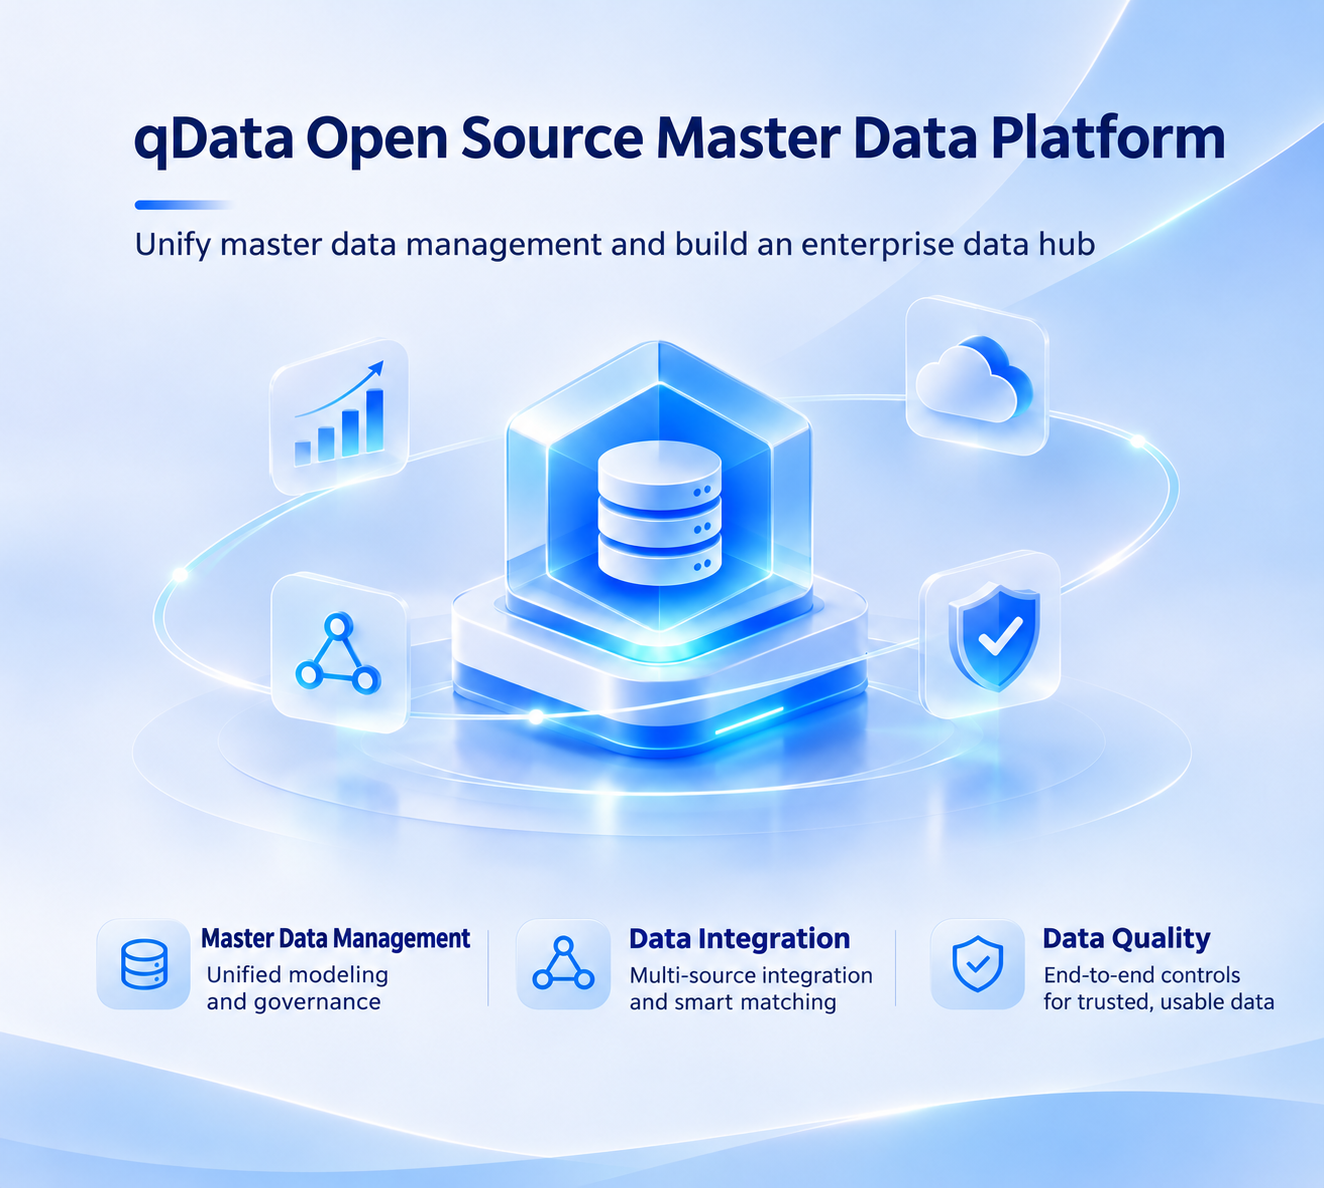 qData Open Source Master Data Platform
Unify master data management and build an enterprise data hub
Master Data Management
Unified modeling
and governance
Data Integration
Multi-source integration
and smart matching
Data Quality
End-to-end controls
for trusted, usable data